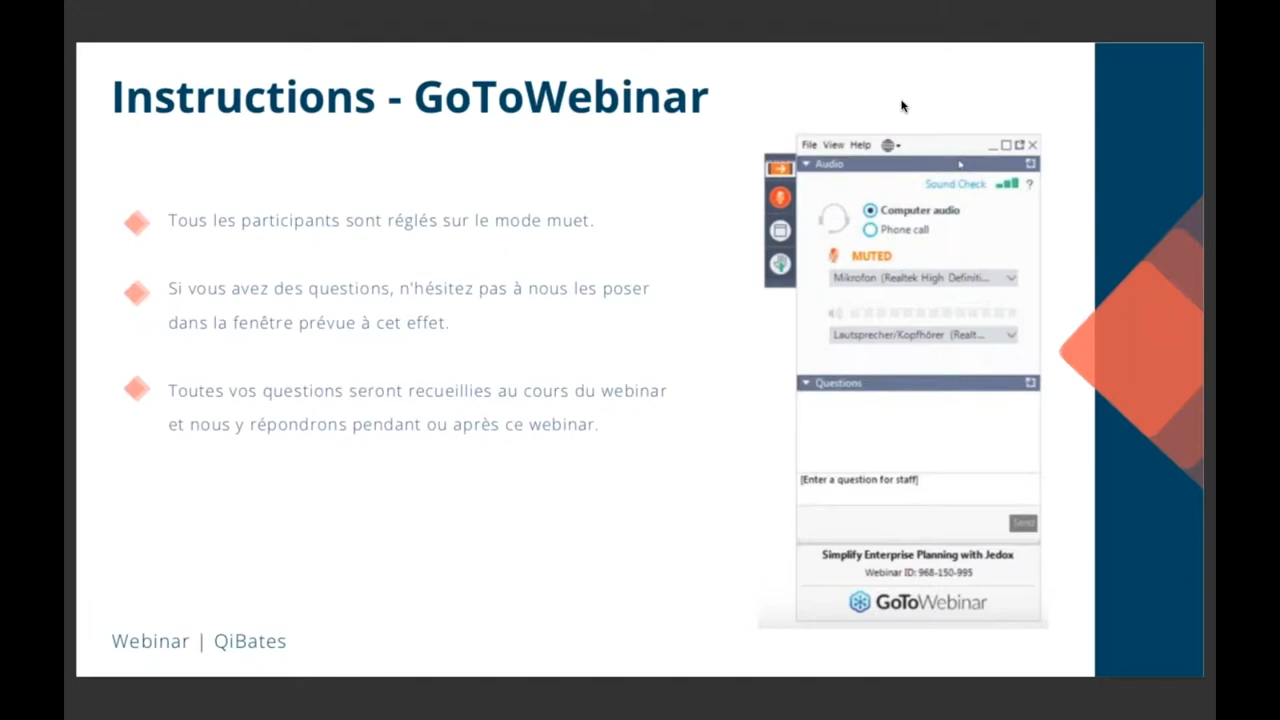 Instructions - GoToWebinar
Tous les participants sont réglés sur le mode muet.
Si vous avez des questions, n'hésitez pas à nous les poser
dans la fenêtre prévue à cet effet.
Toutes vos questions seront recueillies au cours du webinar
et nous y répondrons pendant ou après ce webinar.
Webinar | QiBates
File View Help
Audio
Sound Check ?
Computer audio
Phone call
MUTED
Mikrofon (Realtek High Definiti...
Lautsprecher/Kopfhörer (Realt...
Questions
[Enter a question for staff]
Send
Simplify Enterprise Planning with Jedox
Webinar ID: 968-150-995
GoToWebinar